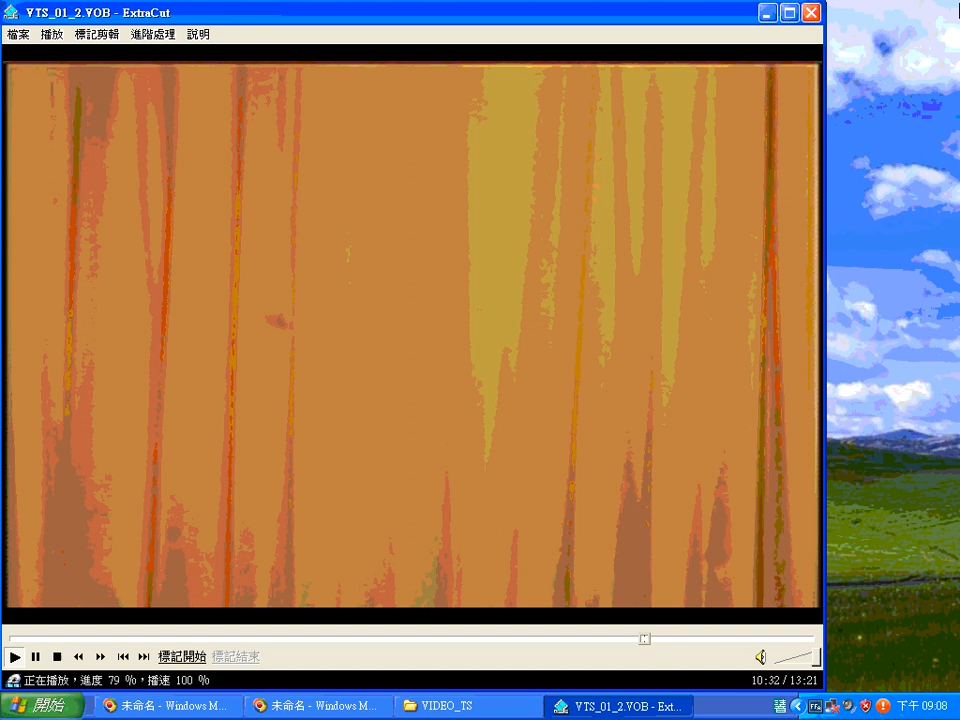 VTS_01_2.VOB - ExtraCut
檔案 播放 標記剪輯 進階處理 說明
標記開始 標記結束
正在播放，進度 79 %，播速 100 %
10:32 / 13:21
開始 未命名 - Windows M... 未命名 - Windows M... VIDEO_TS VTS_01_2.VOB - Ext... 下午 09:08